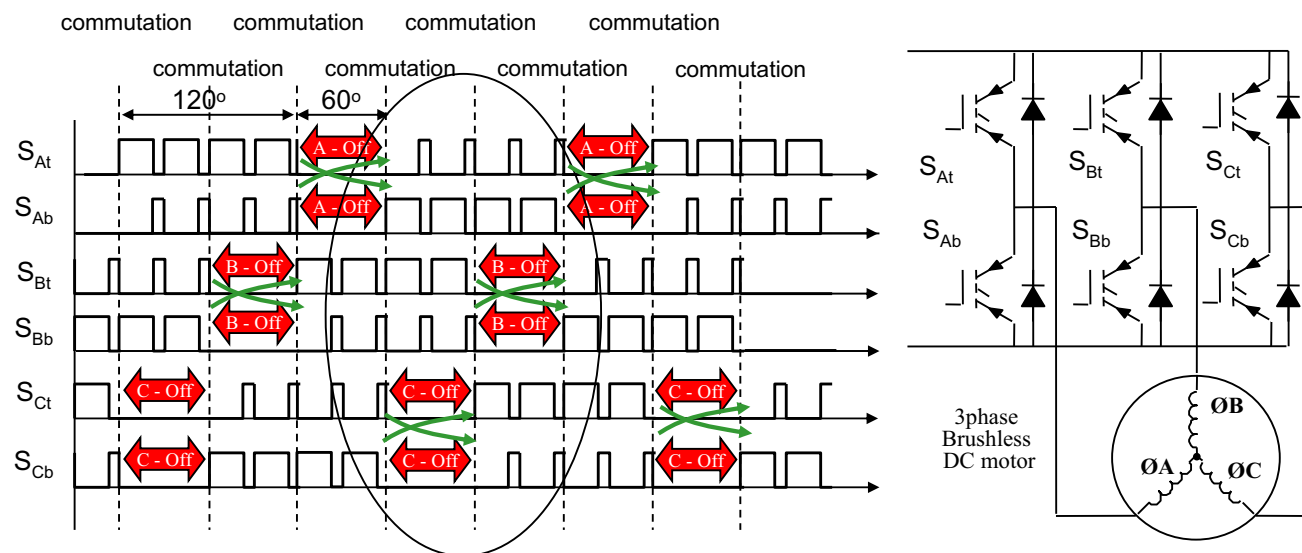 commutation commutation commutation commutation
commutation commutation commutation commutation
120o 60o
SAt A - Off A - Off
SAb A - Off A - Off
SBt B - Off B - Off
SBb B - Off B - Off
SCt C - Off C - Off C - Off
SCb C - Off C - Off C - Off
SAt SBt SCt
SAb SBb SCb
3phase
Brushless
DC motor
ØB
ØA ØC